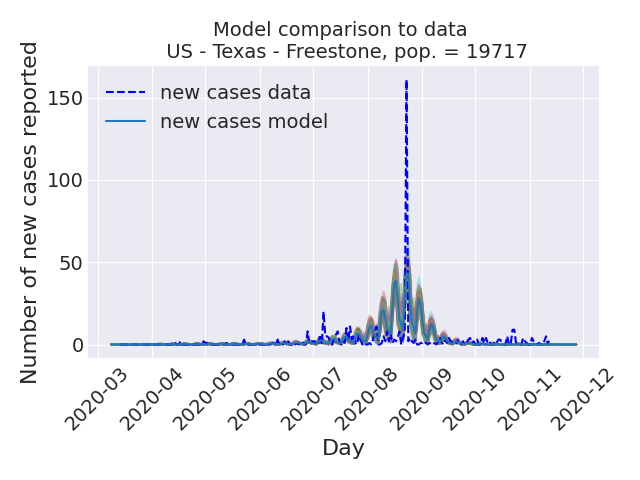 Model comparison to data
US - Texas - Freestone, pop. = 19717
new cases data
new cases model
Number of new cases reported
150
100
50
0
2020-03
2020-04
2020-05
2020-06
2020-07
2020-08
2020-09
2020-10
2020-11
2020-12
Day